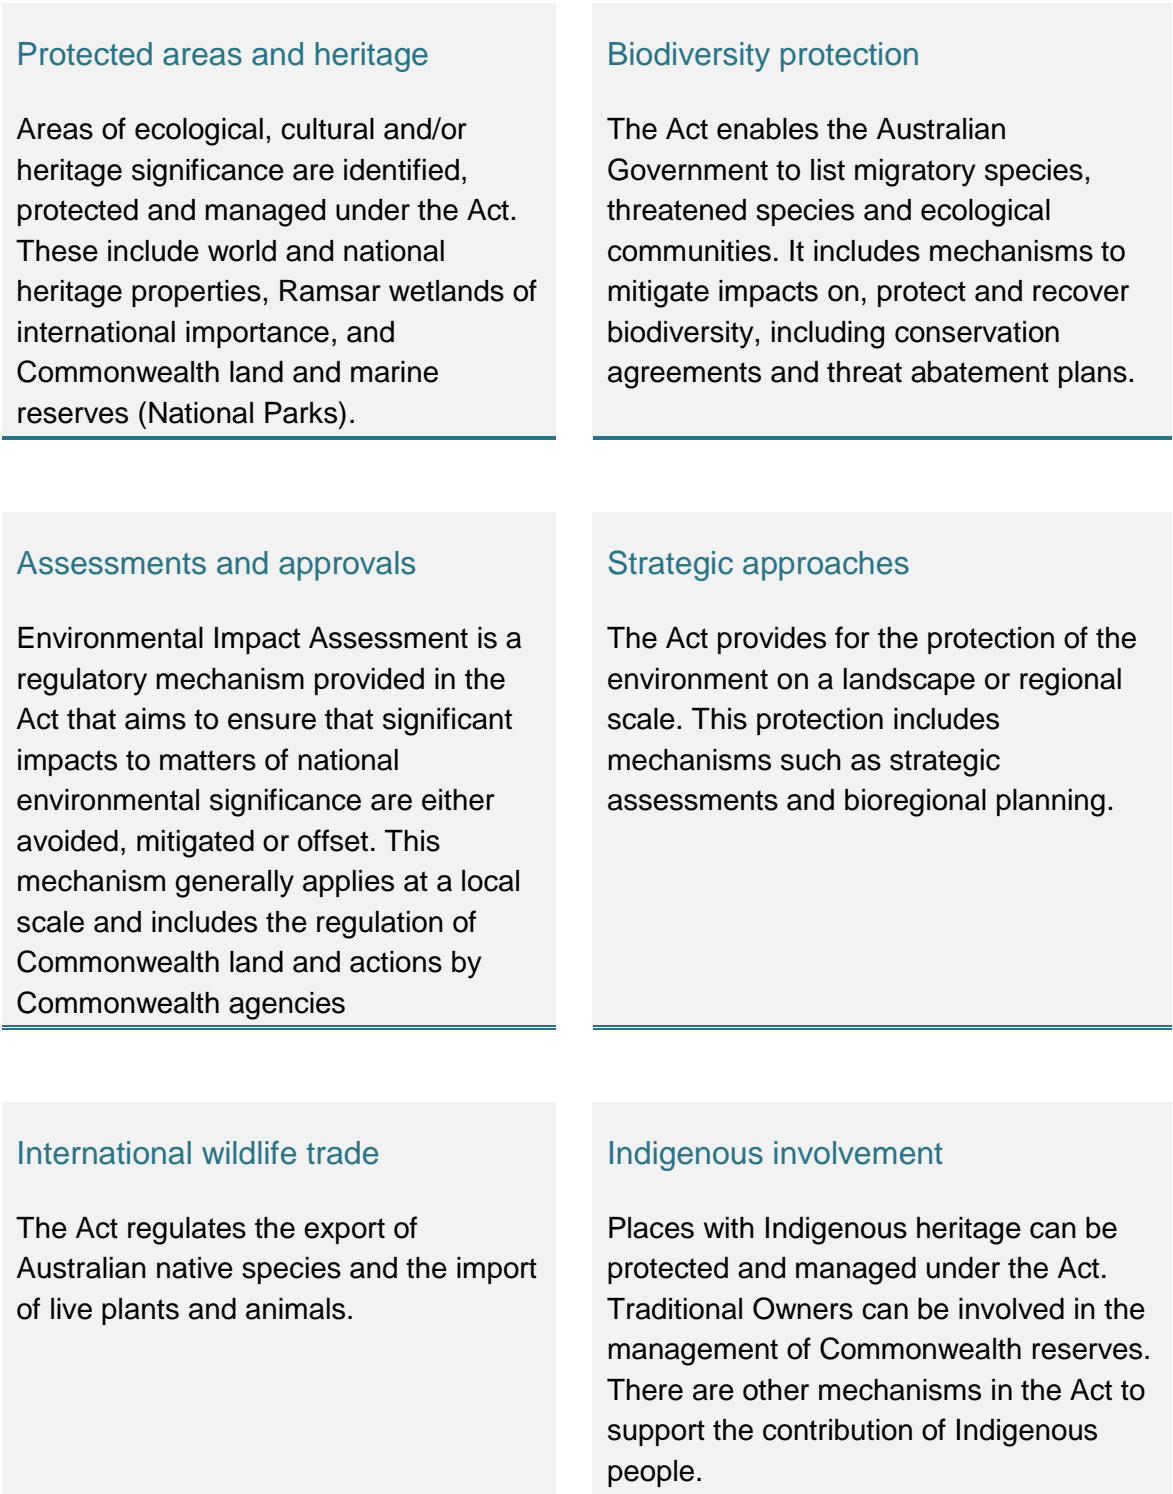 Protected areas and heritage
Areas of ecological, cultural and/or
heritage significance are identified,
protected and managed under the Act.
These include world and national
heritage properties, Ramsar wetlands of
international importance, and
Commonwealth land and marine
reserves (National Parks).
Biodiversity protection
The Act enables the Australian
Government to list migratory species,
threatened species and ecological
communities. It includes mechanisms to
mitigate impacts on, protect and recover
biodiversity, including conservation
agreements and threat abatement plans.
Assessments and approvals
Environmental Impact Assessment is a
regulatory mechanism provided in the
Act that aims to ensure that significant
impacts to matters of national
environmental significance are either
avoided, mitigated or offset. This
mechanism generally applies at a local
scale and includes the regulation of
Commonwealth land and actions by
Commonwealth agencies
Strategic approaches
The Act provides for the protection of the
environment on a landscape or regional
scale. This protection includes
mechanisms such as strategic
assessments and bioregional planning.
International wildlife trade
The Act regulates the export of
Australian native species and the import
of live plants and animals.
Indigenous involvement
Places with Indigenous heritage can be
protected and managed under the Act.
Traditional Owners can be involved in the
management of Commonwealth reserves.
There are other mechanisms in the Act to
support the contribution of Indigenous
people.